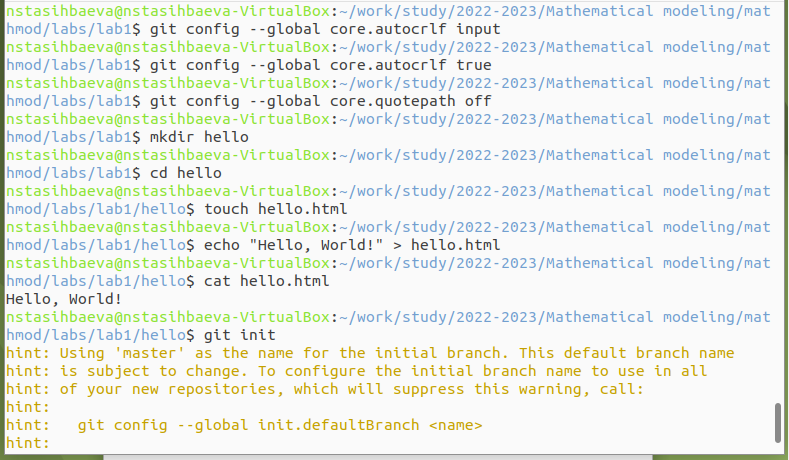 nstasihbaeva@nstasihbaeva-VirtualBox:~/work/study/2022-2023/Mathematical modeling/mat
hmod/labs/lab1$ git config --global core.autocrlf input
nstasihbaeva@nstasihbaeva-VirtualBox:~/work/study/2022-2023/Mathematical modeling/mat
hmod/labs/lab1$ git config --global core.autocrlf true
nstasihbaeva@nstasihbaeva-VirtualBox:~/work/study/2022-2023/Mathematical modeling/mat
hmod/labs/lab1$ git config --global core.quotepath off
nstasihbaeva@nstasihbaeva-VirtualBox:~/work/study/2022-2023/Mathematical modeling/mat
hmod/labs/lab1$ mkdir hello
nstasihbaeva@nstasihbaeva-VirtualBox:~/work/study/2022-2023/Mathematical modeling/mat
hmod/labs/lab1$ cd hello
nstasihbaeva@nstasihbaeva-VirtualBox:~/work/study/2022-2023/Mathematical modeling/mat
hmod/labs/lab1/hello$ touch hello.html
nstasihbaeva@nstasihbaeva-VirtualBox:~/work/study/2022-2023/Mathematical modeling/mat
hmod/labs/lab1/hello$ echo "Hello, World!" > hello.html
nstasihbaeva@nstasihbaeva-VirtualBox:~/work/study/2022-2023/Mathematical modeling/mat
hmod/labs/lab1/hello$ cat hello.html
Hello, World!
nstasihbaeva@nstasihbaeva-VirtualBox:~/work/study/2022-2023/Mathematical modeling/mat
hmod/labs/lab1/hello$ git init
hint: Using 'master' as the name for the initial branch. This default branch name
hint: is subject to change. To configure the initial branch name to use in all
hint: of your new repositories, which will suppress this warning, call:
hint:
hint:   git config --global init.defaultBranch <name>
hint: